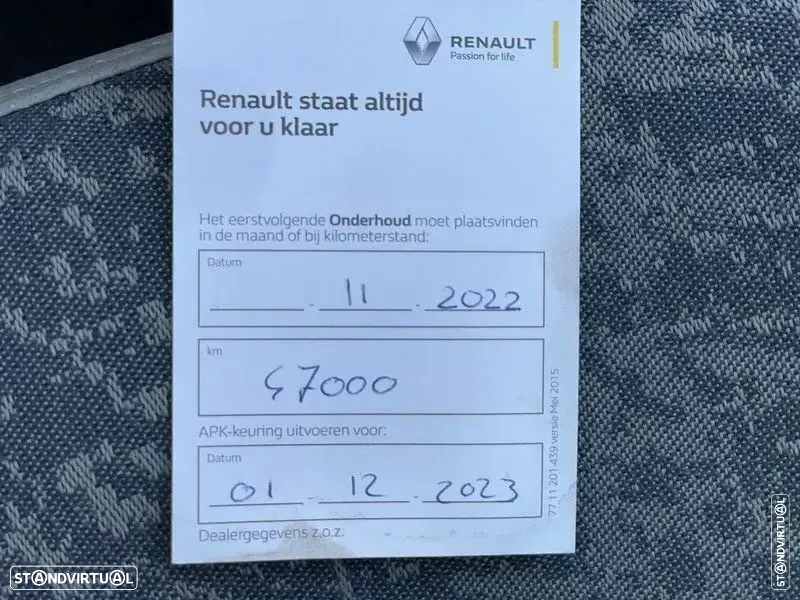 RENAULT
Passion for life
Renault staat altijd
voor u klaar
Het eerstvolgende Onderhoud moet plaatsvinden
in de maand of bij kilometerstand:
Datum
11 . 2022
km
47000
APK-keuring uitvoeren voor:
Datum
01 . 12 . 2023
Dealergegevens z.o.z.
77 11 201 439 versie Mei 2015
STANDVIRTUAL
STANDVIRTUAL